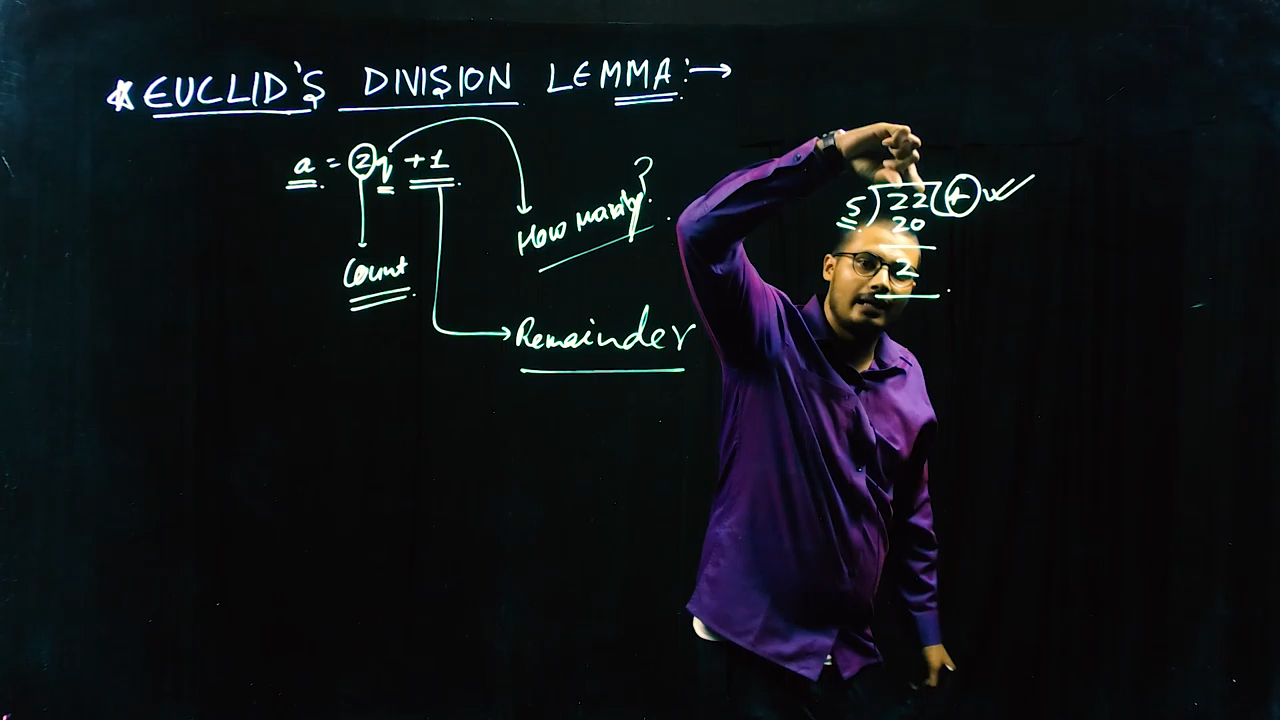 * EUCLID'S DIVISION LEMMA:→
a = 2q + 1
How many?
Count
Remainder
5) 22 (4
20
2